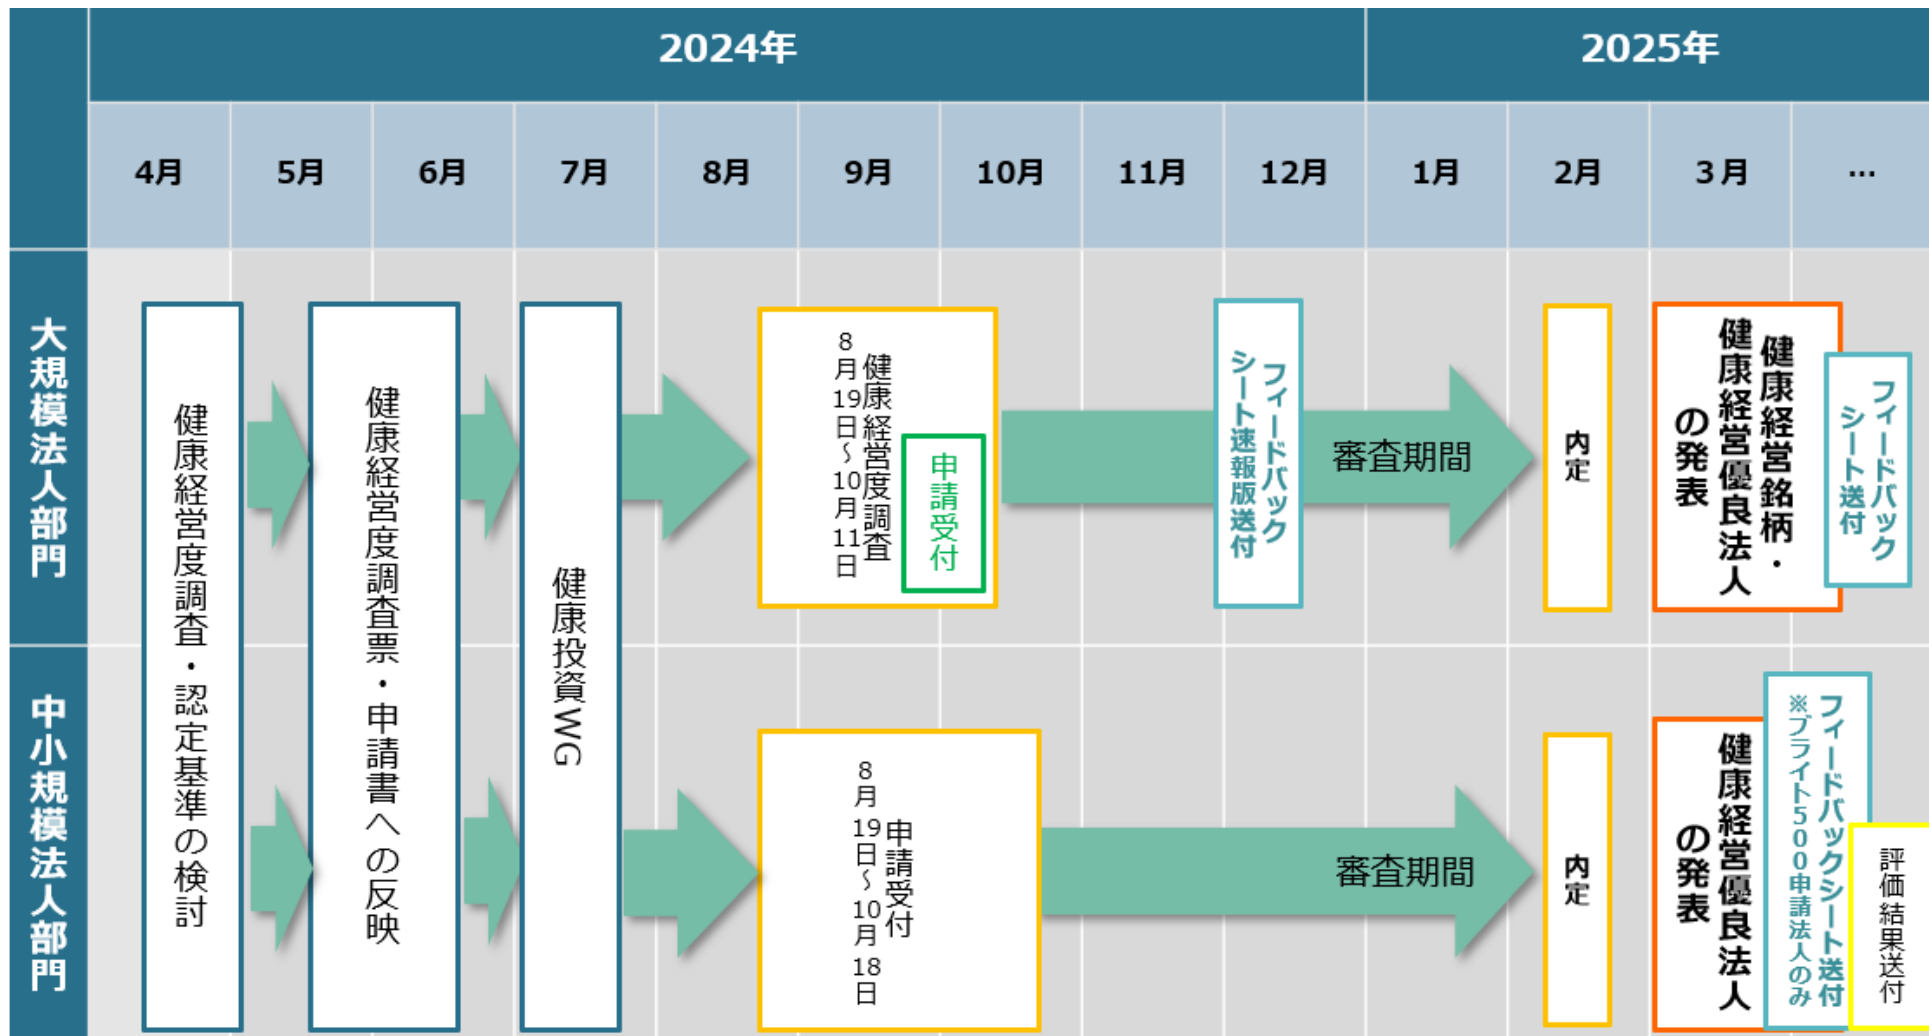 2024年
2025年
4月
5月
6月
7月
8月
9月
10月
11月
12月
1月
2月
3月
…
大規模法人部門
中小規模法人部門
健康経営度調査・認定基準の検討
健康経営度調査票・申請書への反映
健康投資WG
健康経営度調査
8月19日～10月11日
申請受付
フィードバック
シート速報版送付
審査期間
内定
健康経営銘柄・
健康経営優良法人
の発表
フィードバック
シート送付
申請受付
8月19日～10月18日
審査期間
内定
健康経営優良法人
の発表
フィードバックシート送付
※ブライト500申請法人のみ
評価結果送付